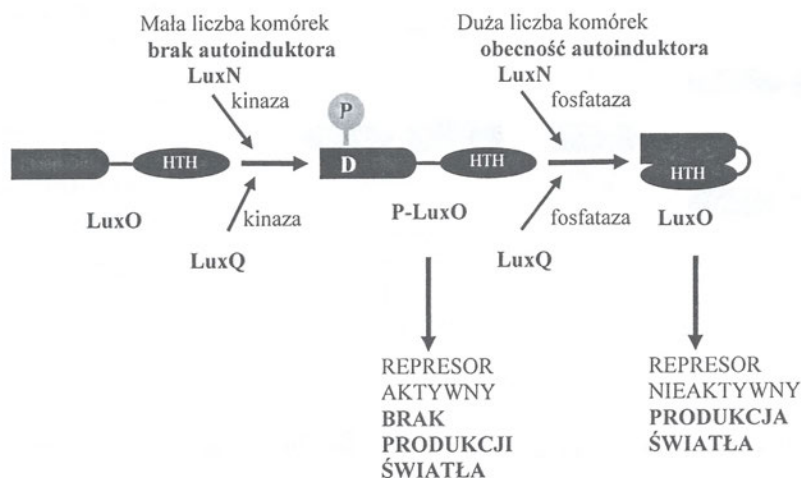 Mała liczba komórek
brak autoinduktora
LuxN
kinaza
Duża liczba komórek
obecność autoinduktora
LuxN
fosfataza
P
HTH
D
HTH
HTH
LuxO
kinaza
LuxQ
P-LuxO
fosfataza
LuxQ
LuxO
REPRESOR
AKTYWNY
BRAK
PRODUKCJI
ŚWIATŁA
REPRESOR
NIEAKTYWNY
PRODUKCJA
ŚWIATŁA